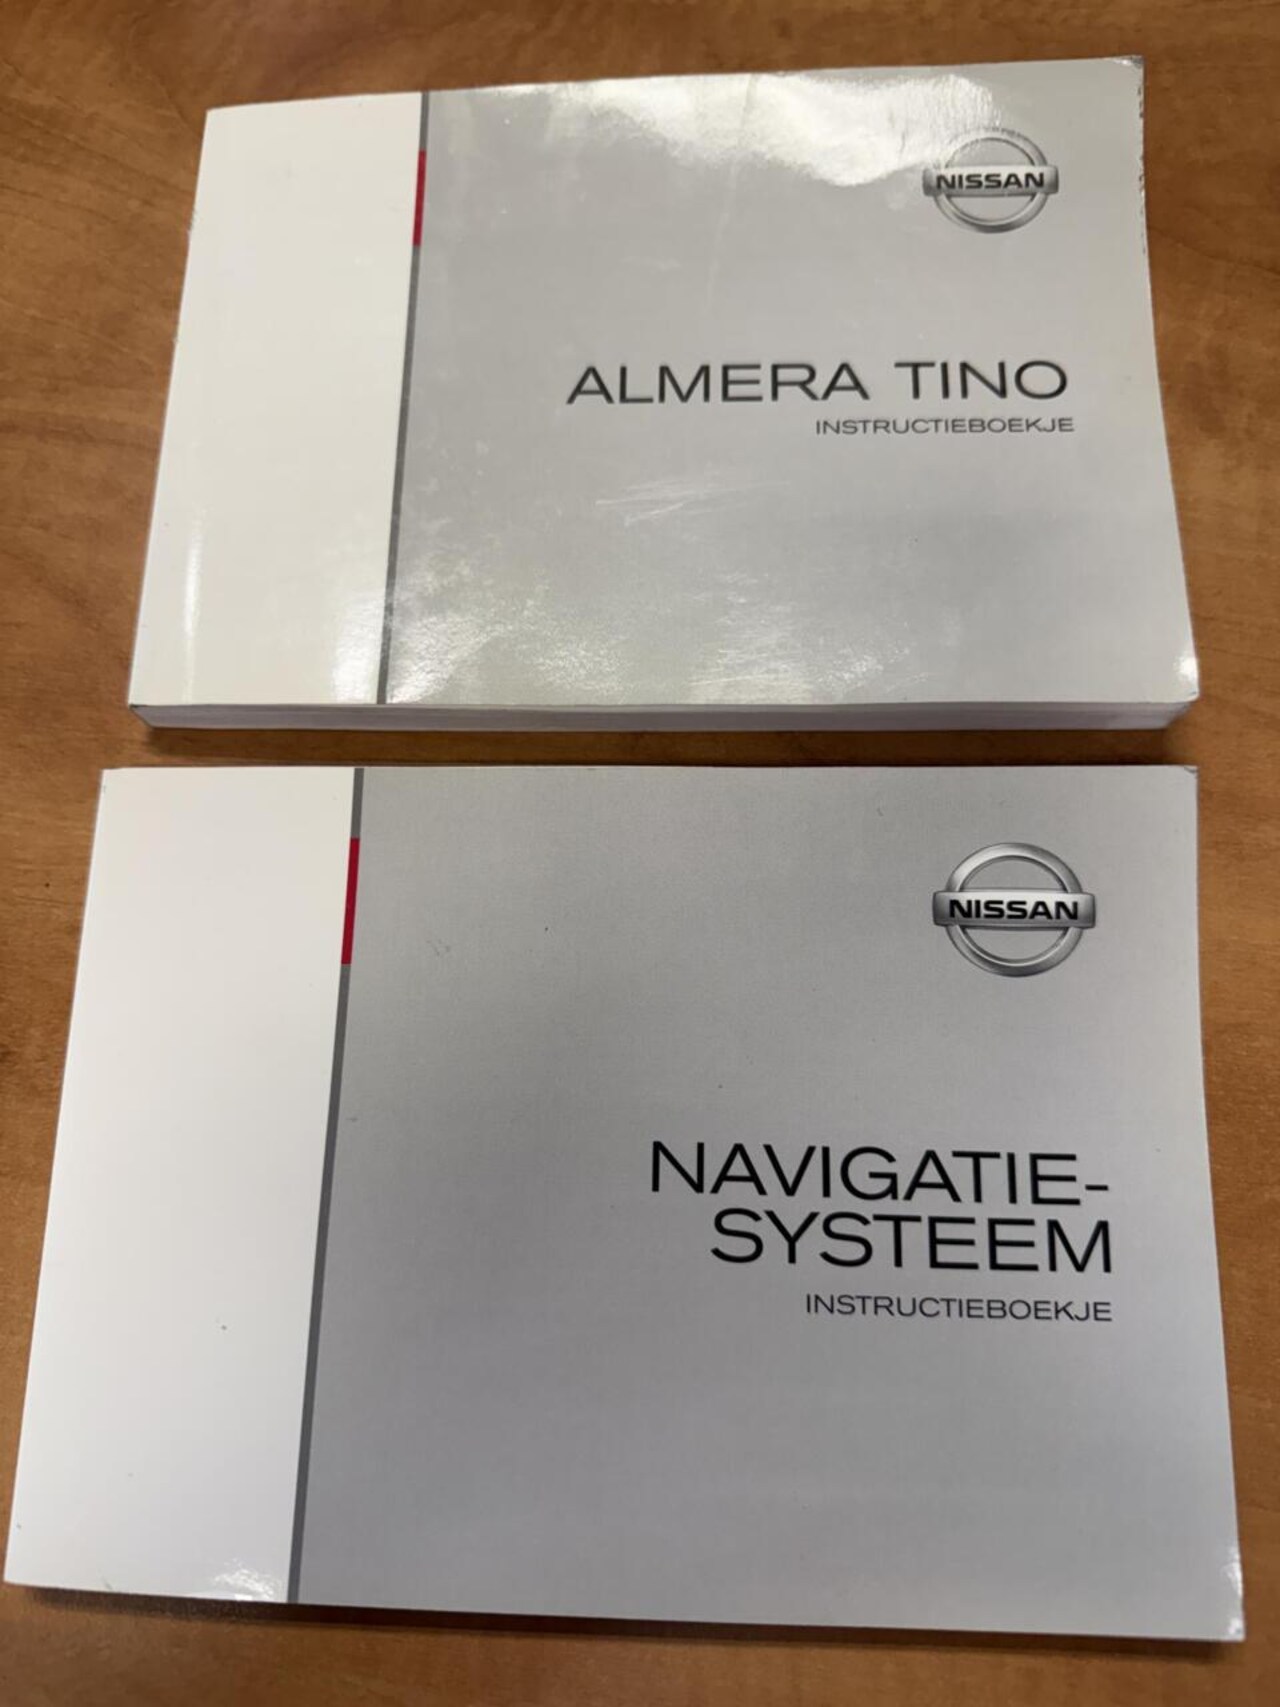 NISSAN
ALMERA TINO
INSTRUCTIEBOEKJE
NISSAN
NAVIGATIE-
SYSTEEM
INSTRUCTIEBOEKJE